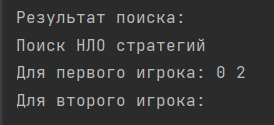 Результат поиска:
Поиск НЛО стратегий
Для первого игрока: 0 2
Для второго игрока: